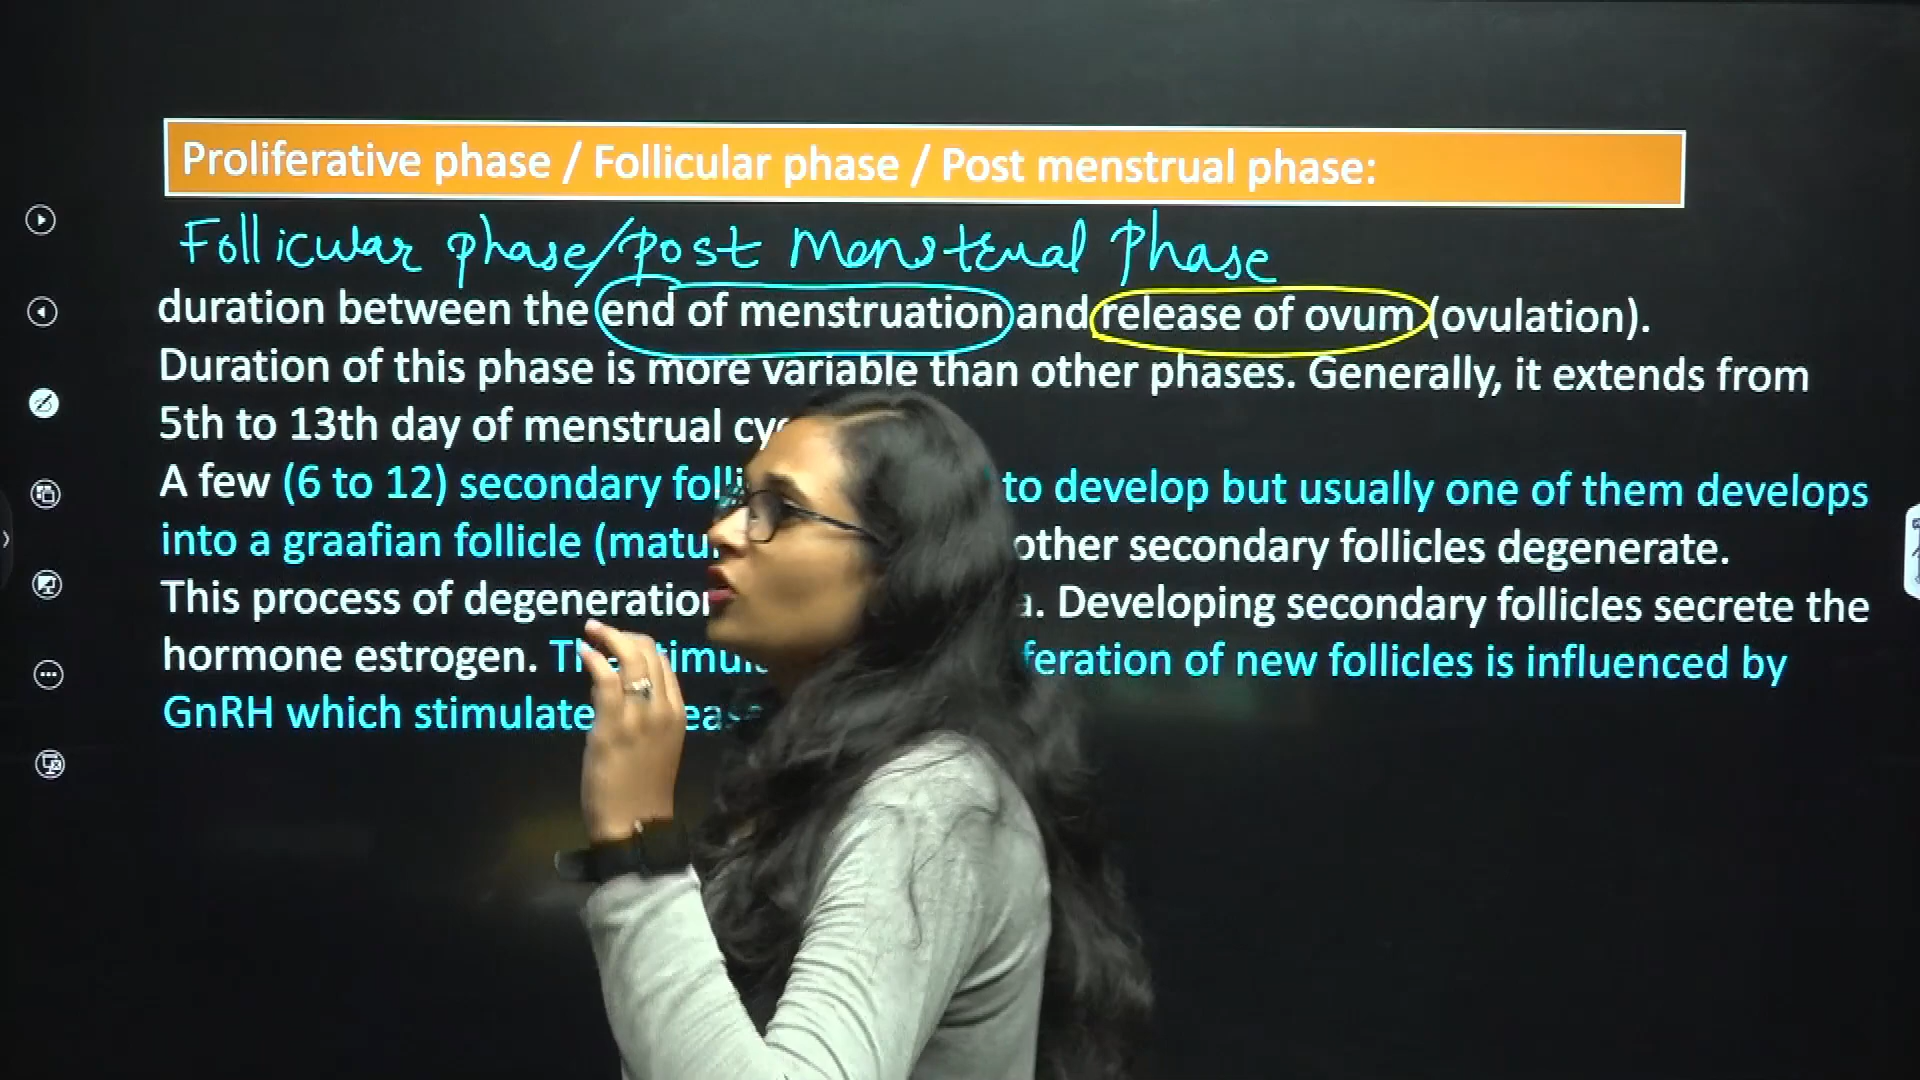 Proliferative phase / Follicular phase / Post menstrual phase:
Follicular phase/post Menstrual Phase
duration between the end of menstruation and release of ovum (ovulation).
Duration of this phase is more variable than other phases. Generally, it extends from
5th to 13th day of menstrual
A few (6 to 12) secondary to develop but usually one of them develops
into a graafian follicle other secondary follicles degenerate.
This process of Developing secondary follicles secrete the
hormone estrogen. of new follicles is influenced by
GnRH which